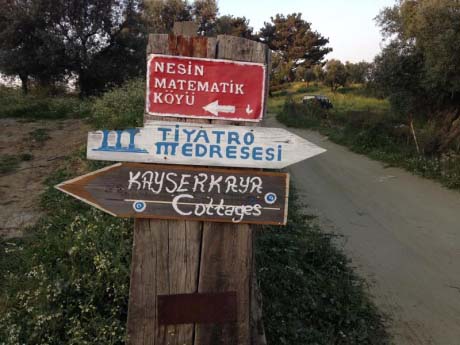 NESİN
MATEMATİK
KÖYÜ
TİYATRO
MEDRESESİ
KAYSERKAYA
Cottages